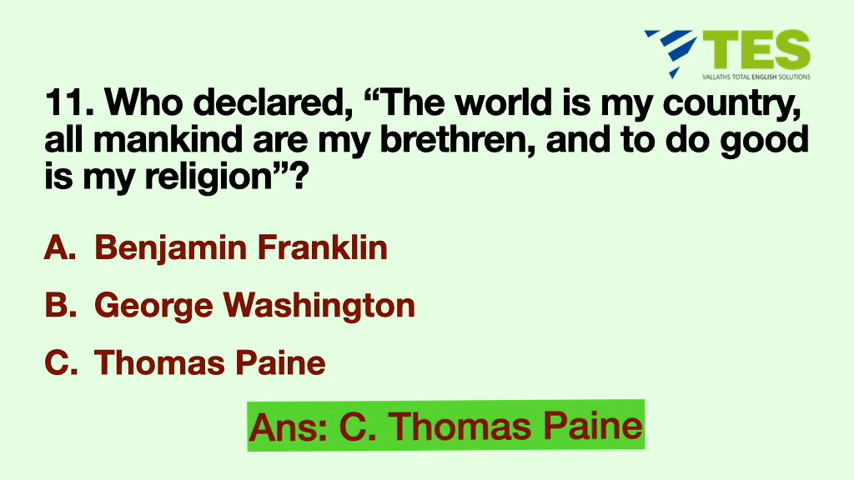 TES
VALLATHS TOTAL ENGLISH SOLUTIONS
11. Who declared, “The world is my country,
all mankind are my brethren, and to do good
is my religion”?
A. Benjamin Franklin
B. George Washington
C. Thomas Paine
Ans: C. Thomas Paine